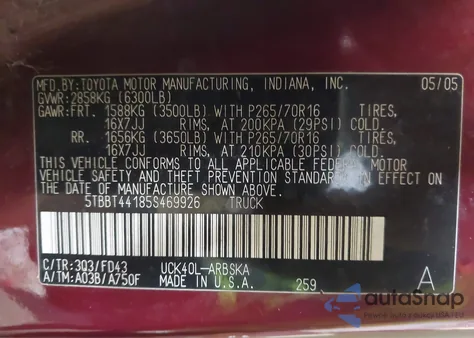 MFD.BY:TOYOTA MOTOR MANUFACTURING, INDIANA, INC. 05/05
GVWR:2858KG (6300LB)
GAWR:FRT. 1588KG (3500LB) WITH P265/70R16 TIRES,
16X7JJ RIMS, AT 200KPA (29PSI) COLD.
RR. 1656KG (3650LB) WITH P265/70R16 TIRES,
16X7JJ RIMS, AT 210KPA (30PSI) COLD.
THIS VEHICLE CONFORMS TO ALL APPLICABLE FEDERAL MOTOR
VEHICLE SAFETY AND THEFT PREVENTION STANDARDS IN EFFECT ON
THE DATE OF MANUFACTURE SHOWN ABOVE.
5TBBT44185S469926 TRUCK
C/TR:3Q3/FD43 UCK40L-ARBSKA
A/TM:A03B/A750F MADE IN U.S.A. 259 A
autoSnap